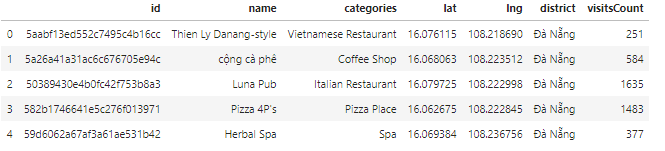 id name categories lat lng district visitsCount
0 5aabf13ed552c7495c4b16cc Thien Ly Danang-style Vietnamese Restaurant 16.076115 108.218690 Đà Nẵng 251
1 5a26a41a31ac6c676705e94c cộng cà phê Coffee Shop 16.068063 108.223512 Đà Nẵng 584
2 50389430e4b0fc42f753b8a3 Luna Pub Italian Restaurant 16.079725 108.222998 Đà Nẵng 1635
3 582b1746641e5c276f013971 Pizza 4P's Pizza Place 16.062675 108.222845 Đà Nẵng 1483
4 59d6062a67af3a61ae531b42 Herbal Spa Spa 16.069384 108.236756 Đà Nẵng 377